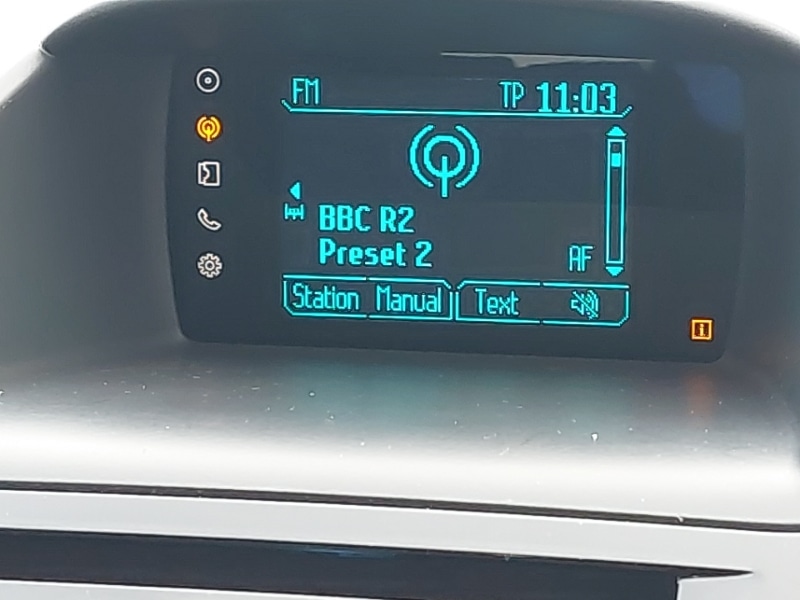 FM TP 11:03
BBC R2
Preset 2 AF
Station Manual Text
i